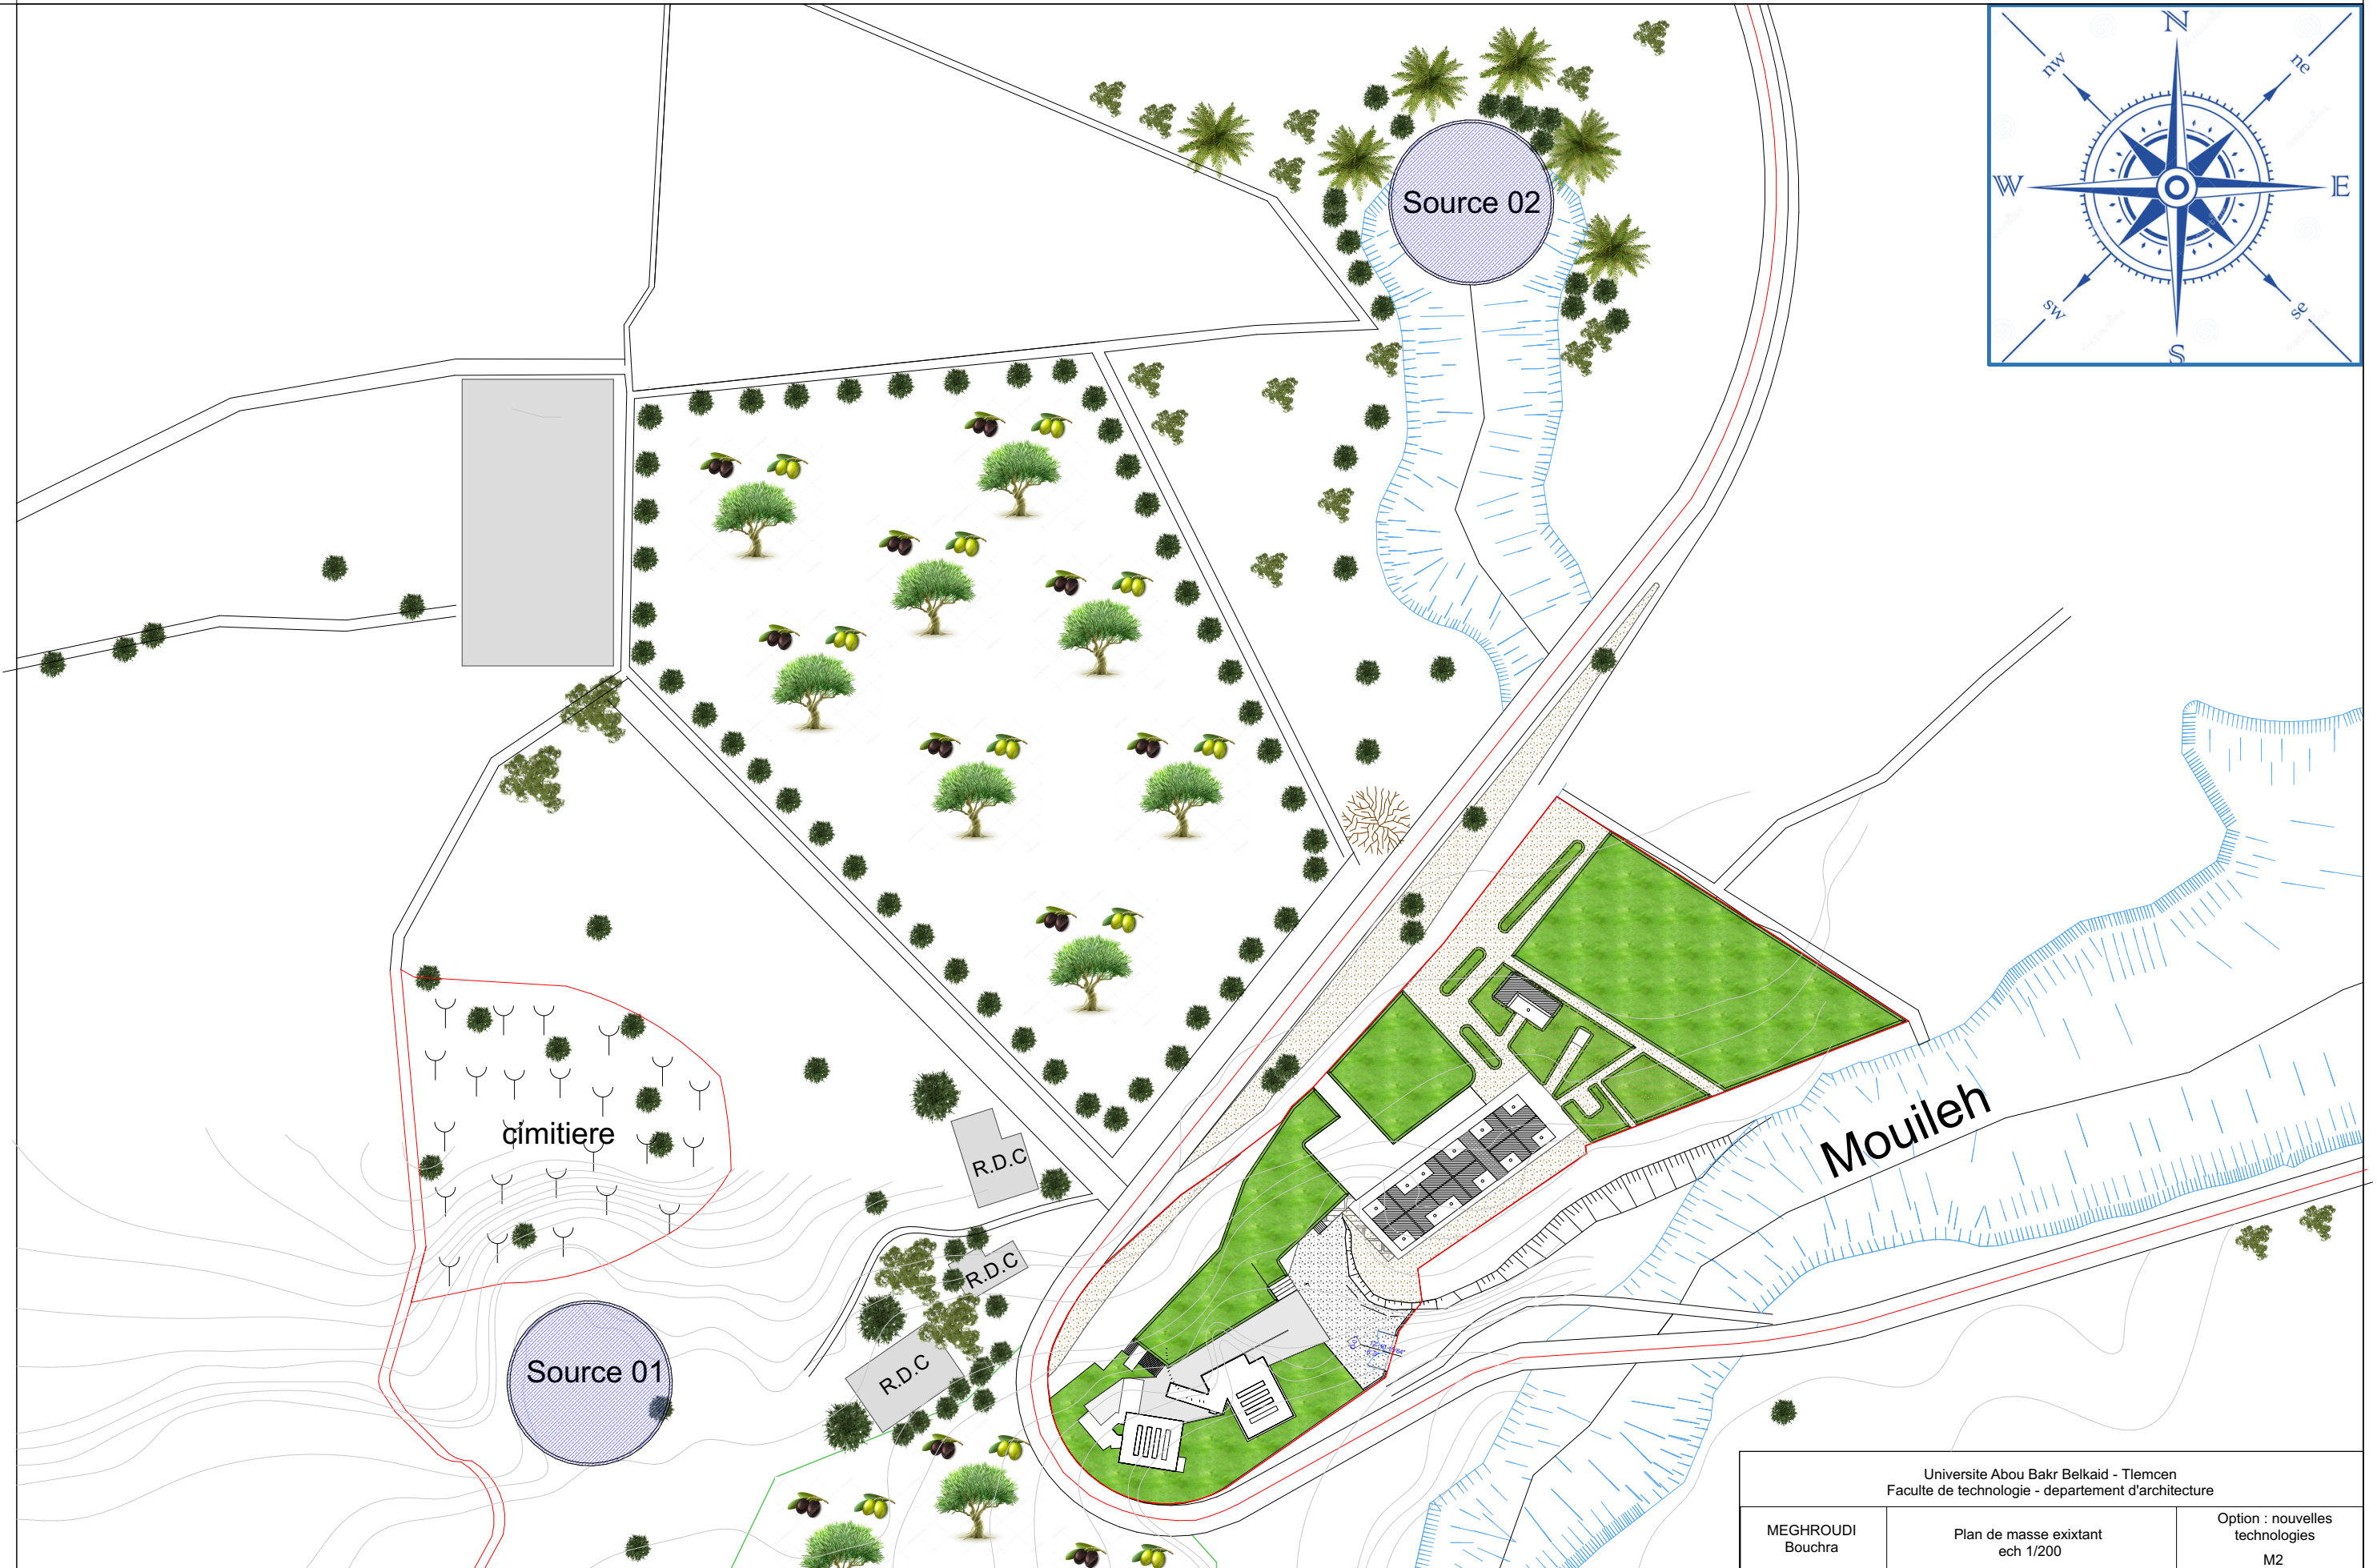 N
nw
ne
W
E
sw
se
S
Source 02
Mouileh
cimitiere
R.D.C
R.D.C
R.D.C
Source 01
Universite Abou Bakr Belkaid - Tlemcen
Faculte de technologie - departement d'architecture
MEGHROUDI
Bouchra
Plan de masse exixtant
ech 1/200
Option : nouvelles
technologies
M2